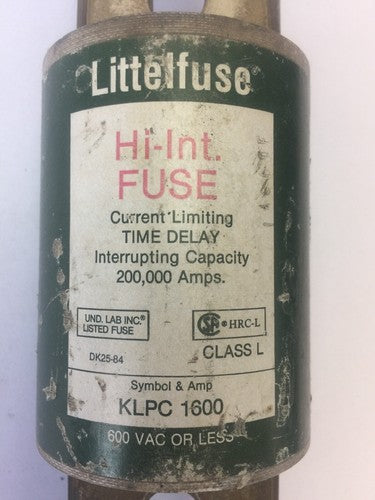 Littelfuse®
Hi-Int.
FUSE
Current Limiting
TIME DELAY
Interrupting Capacity
200,000 Amps.
UND. LAB INC.®
LISTED FUSE
SA ® HRC-L
DK25-84
CLASS L
Symbol & Amp
KLPC 1600
600 VAC OR LESS